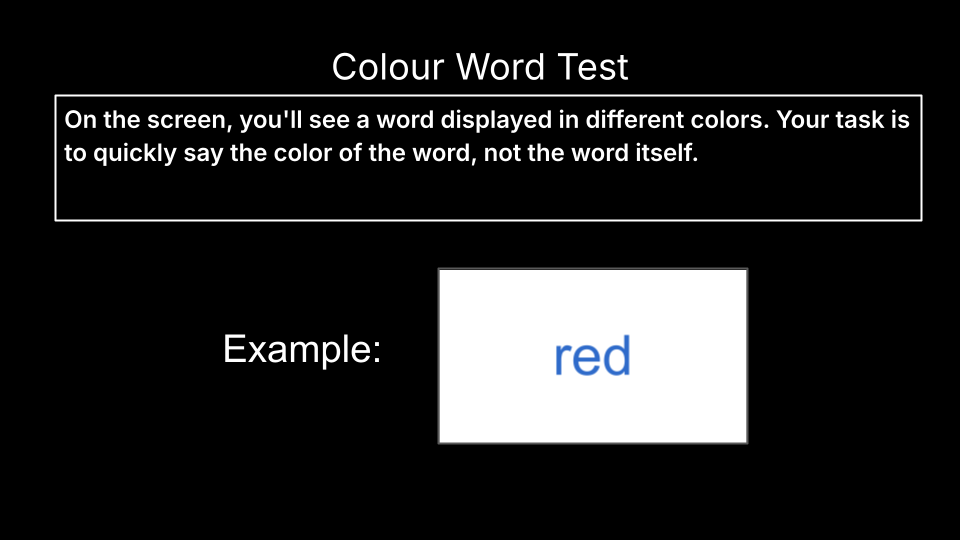 Colour Word Test
On the screen, you'll see a word displayed in different colors. Your task is
to quickly say the color of the word, not the word itself.
Example:
red